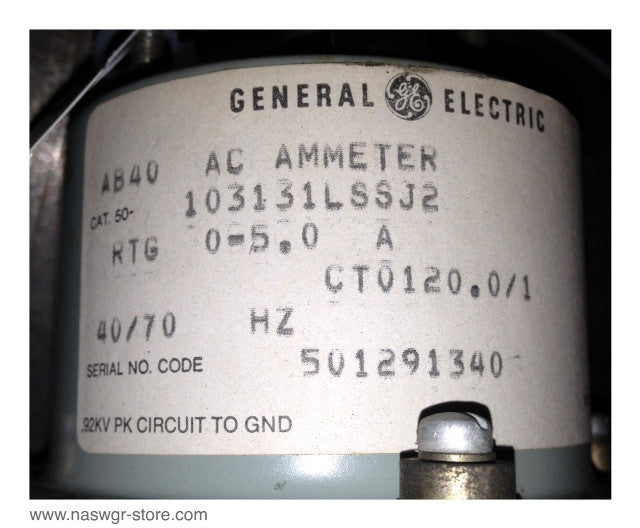 GENERAL GE ELECTRIC
AB40 AC AMMETER
CAT. 50- 103131LSSJ2
RTG 0-5.0 A
CT0120.0/1
40/70 HZ
SERIAL NO. CODE 501291340
.92KV PK CIRCUIT TO GND
www.naswgr-store.com